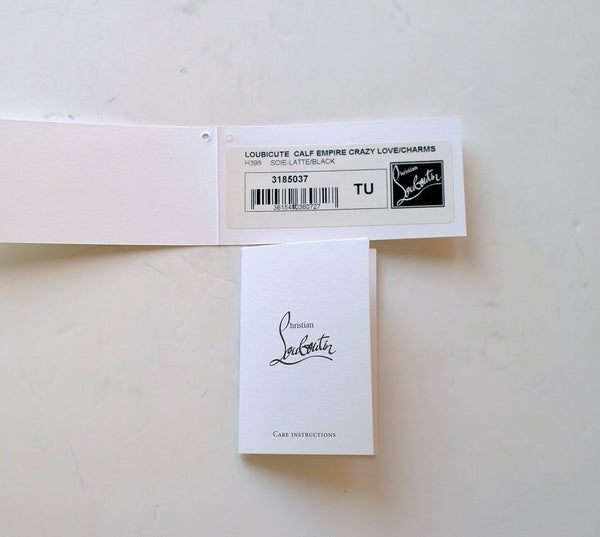 LOUBICUTE CALF EMPIRE CRAZY LOVE/CHARMS
H398 SOIE-LATTE/BLACK
3185037
TU
Christian
Louboutin
Christian
Louboutin
CARE INSTRUCTIONS